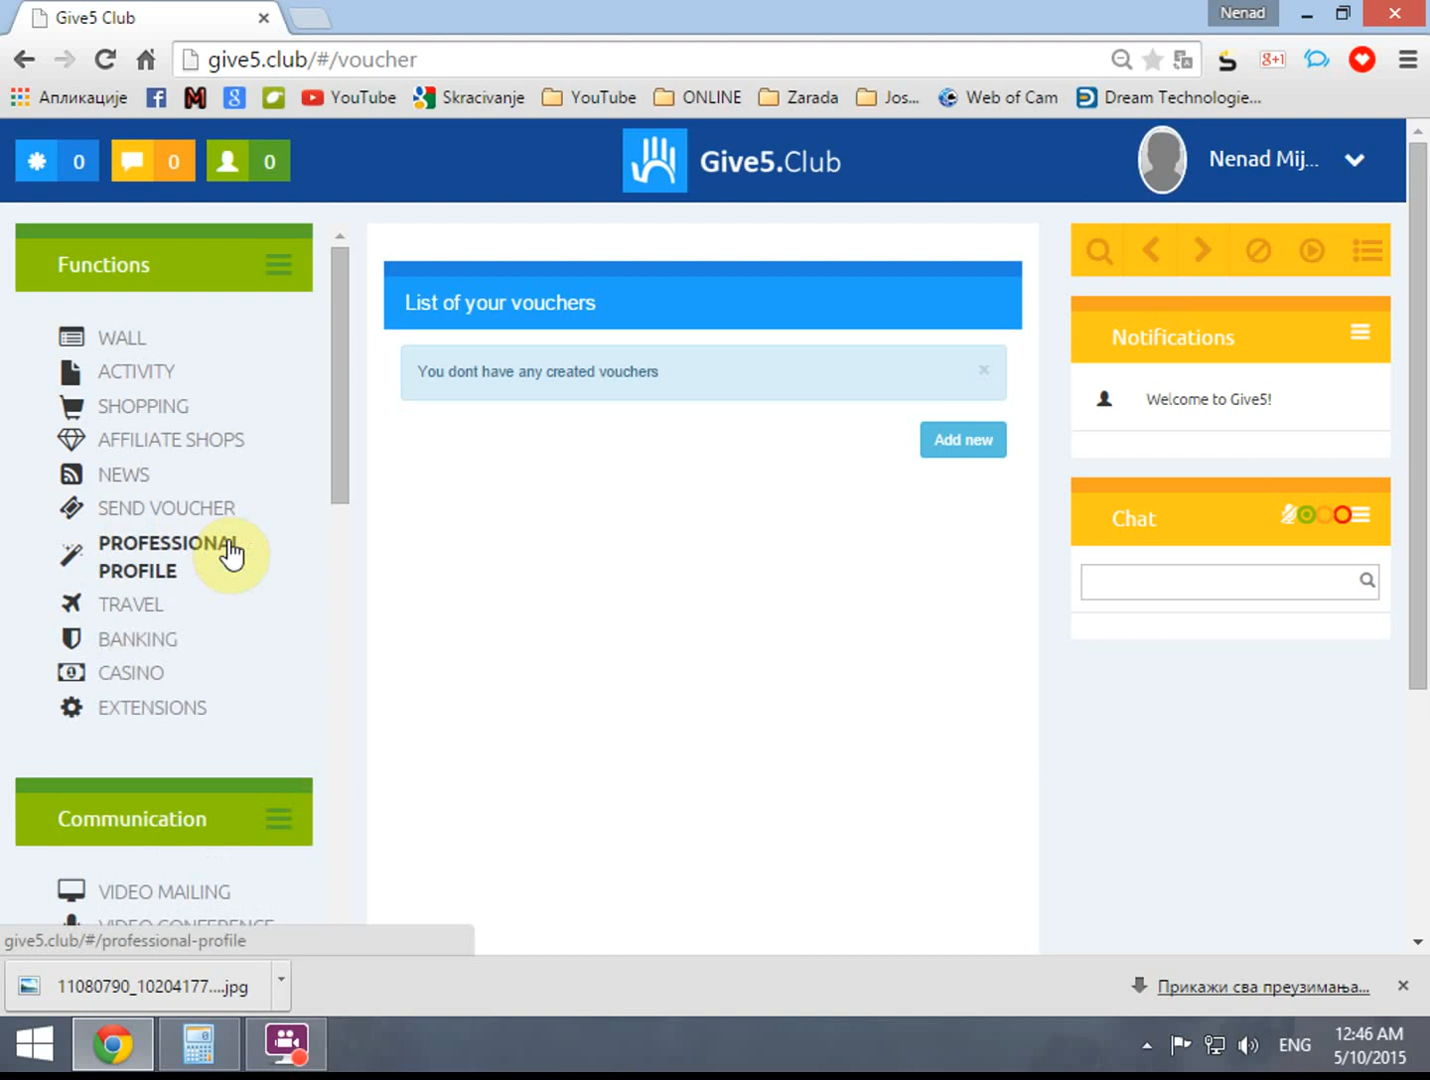 Give5 Club
Nenad
give5.club/#/voucher
Апликације
YouTube
Skracivanje
YouTube
ONLINE
Zarada
Jos...
Web of Cam
Dream Technologie...
0
0
0
Give5.Club
Nenad Mij...
Functions
WALL
ACTIVITY
SHOPPING
AFFILIATE SHOPS
NEWS
SEND VOUCHER
PROFESSIONAL
PROFILE
TRAVEL
BANKING
CASINO
EXTENSIONS
Communication
VIDEO MAILING
VIDEO CONFERENCE
List of your vouchers
You dont have any created vouchers
Add new
Notifications
Welcome to Give5!
Chat
give5.club/#/professional-profile
11080790_10204177....jpg
Прикажи сва преузимања...
ENG
12:46 AM
5/10/2015